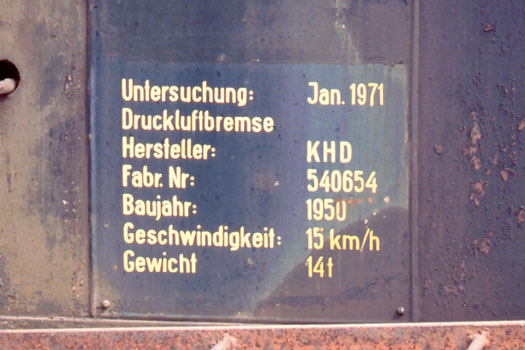 Untersuchung: Jan. 1971
Druckluftbremse
Hersteller: KHD
Fabr. Nr: 540654
Baujahr: 1950
Geschwindigkeit: 15 km/h
Gewicht 14t